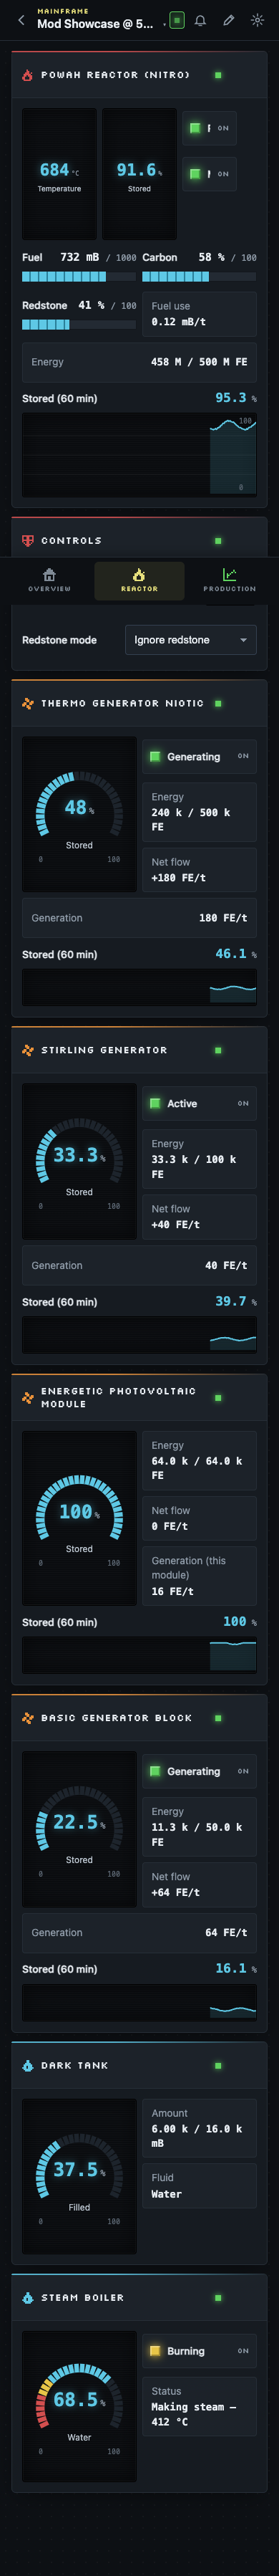 MAINFRAME
Mod Showcase @ 5...
POWAH REACTOR (NITRO)
684 °C
Temperature
91.6 %
Stored
ON
ON
Fuel 732 mB / 1000
Carbon 58 % / 100
Redstone 41 % / 100
Fuel use
0.12 mB/t
Energy 458 M / 500 M FE
Stored (60 min) 95.3 %
100
0
CONTROLS
OVERVIEW REACTOR PRODUCTION
Redstone mode Ignore redstone
THERMO GENERATOR NIOTIC
48 %
Stored
0 100
Generating ON
Energy
240 k / 500 k
FE
Net flow
+180 FE/t
Generation 180 FE/t
Stored (60 min) 46.1 %
STIRLING GENERATOR
33.3 %
Stored
0 100
Active ON
Energy
33.3 k / 100 k
FE
Net flow
+40 FE/t
Generation 40 FE/t
Stored (60 min) 39.7 %
ENERGETIC PHOTOVOLTAIC
MODULE
100 %
Stored
0 100
Energy
64.0 k / 64.0 k
FE
Net flow
0 FE/t
Generation (this
module)
16 FE/t
Stored (60 min) 100 %
BASIC GENERATOR BLOCK
22.5 %
Stored
0 100
Generating ON
Energy
11.3 k / 50.0 k
FE
Net flow
+64 FE/t
Generation 64 FE/t
Stored (60 min) 16.1 %
DARK TANK
37.5 %
Filled
0 100
Amount
6.00 k / 16.0 k
mB
Fluid
Water
STEAM BOILER
68.5 %
Water
0 100
Burning ON
Status
Making steam —
412 °C